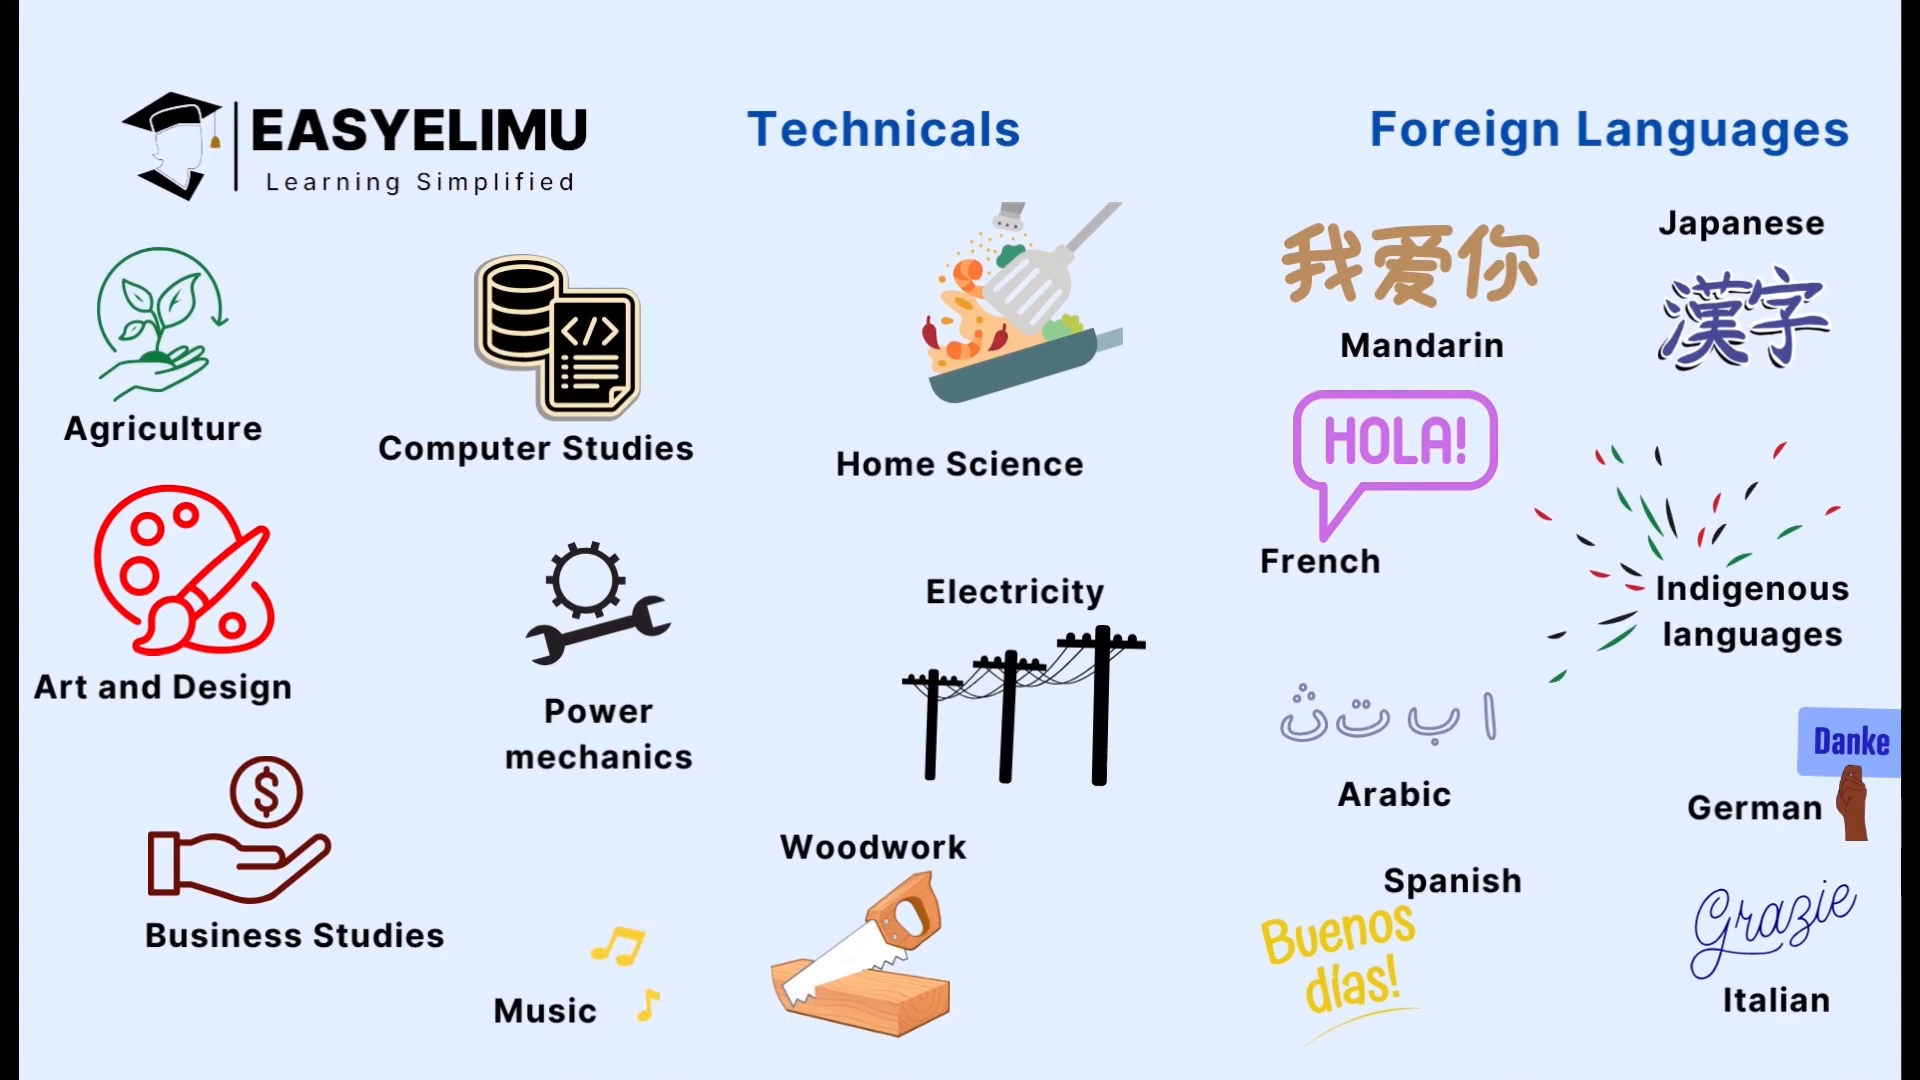 EASYELIMU
Learning Simplified
Technicals
Foreign Languages
Agriculture
Computer Studies
</>
Home Science
Art and Design
Power
mechanics
Electricity
$
Business Studies
Music
Woodwork
我爱你
Mandarin
Japanese
漢字
HOLA!
French
Indigenous
languages
ا ب ت ث
Arabic
Danke
German
Spanish
Buenos
días!
Grazie
Italian